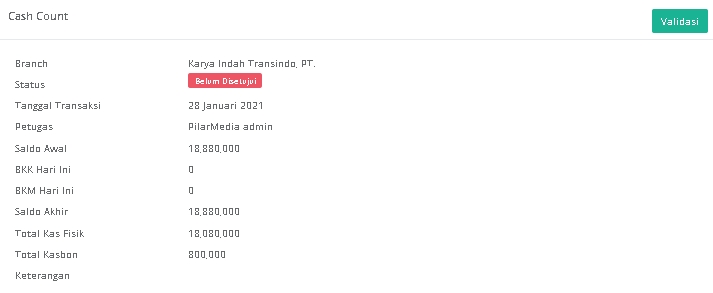 Cash Count
Validasi
Branch Karya Indah Transindo, PT.
Status Belum Disetujui
Tanggal Transaksi 28 Januari 2021
Petugas PilarMedia admin
Saldo Awal 18,880,000
BKK Hari Ini 0
BKM Hari Ini 0
Saldo Akhir 18,880,000
Total Kas Fisik 18,080,000
Total Kasbon 800,000
Keterangan